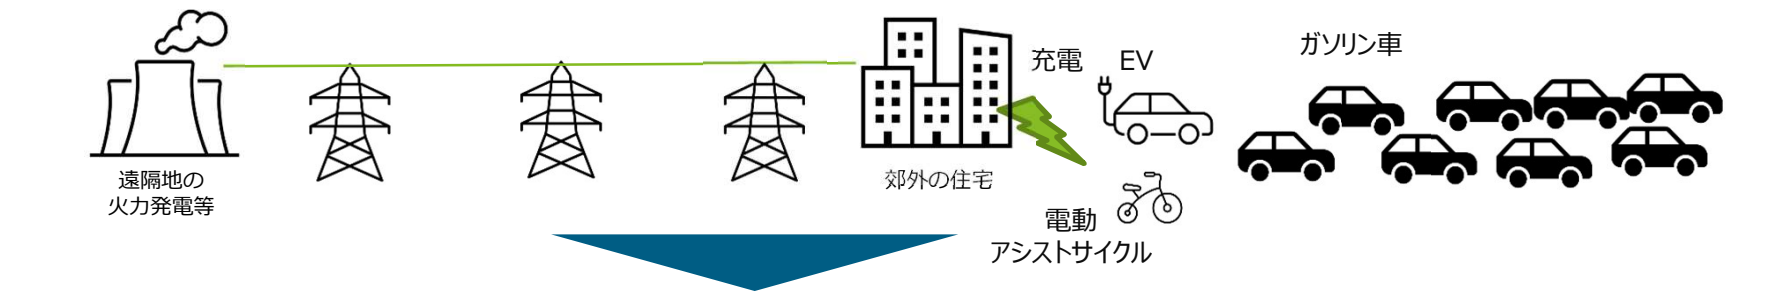 遠隔地の
火力発電等
郊外の住宅
充電
EV
電動
アシストサイクル
ガソリン車